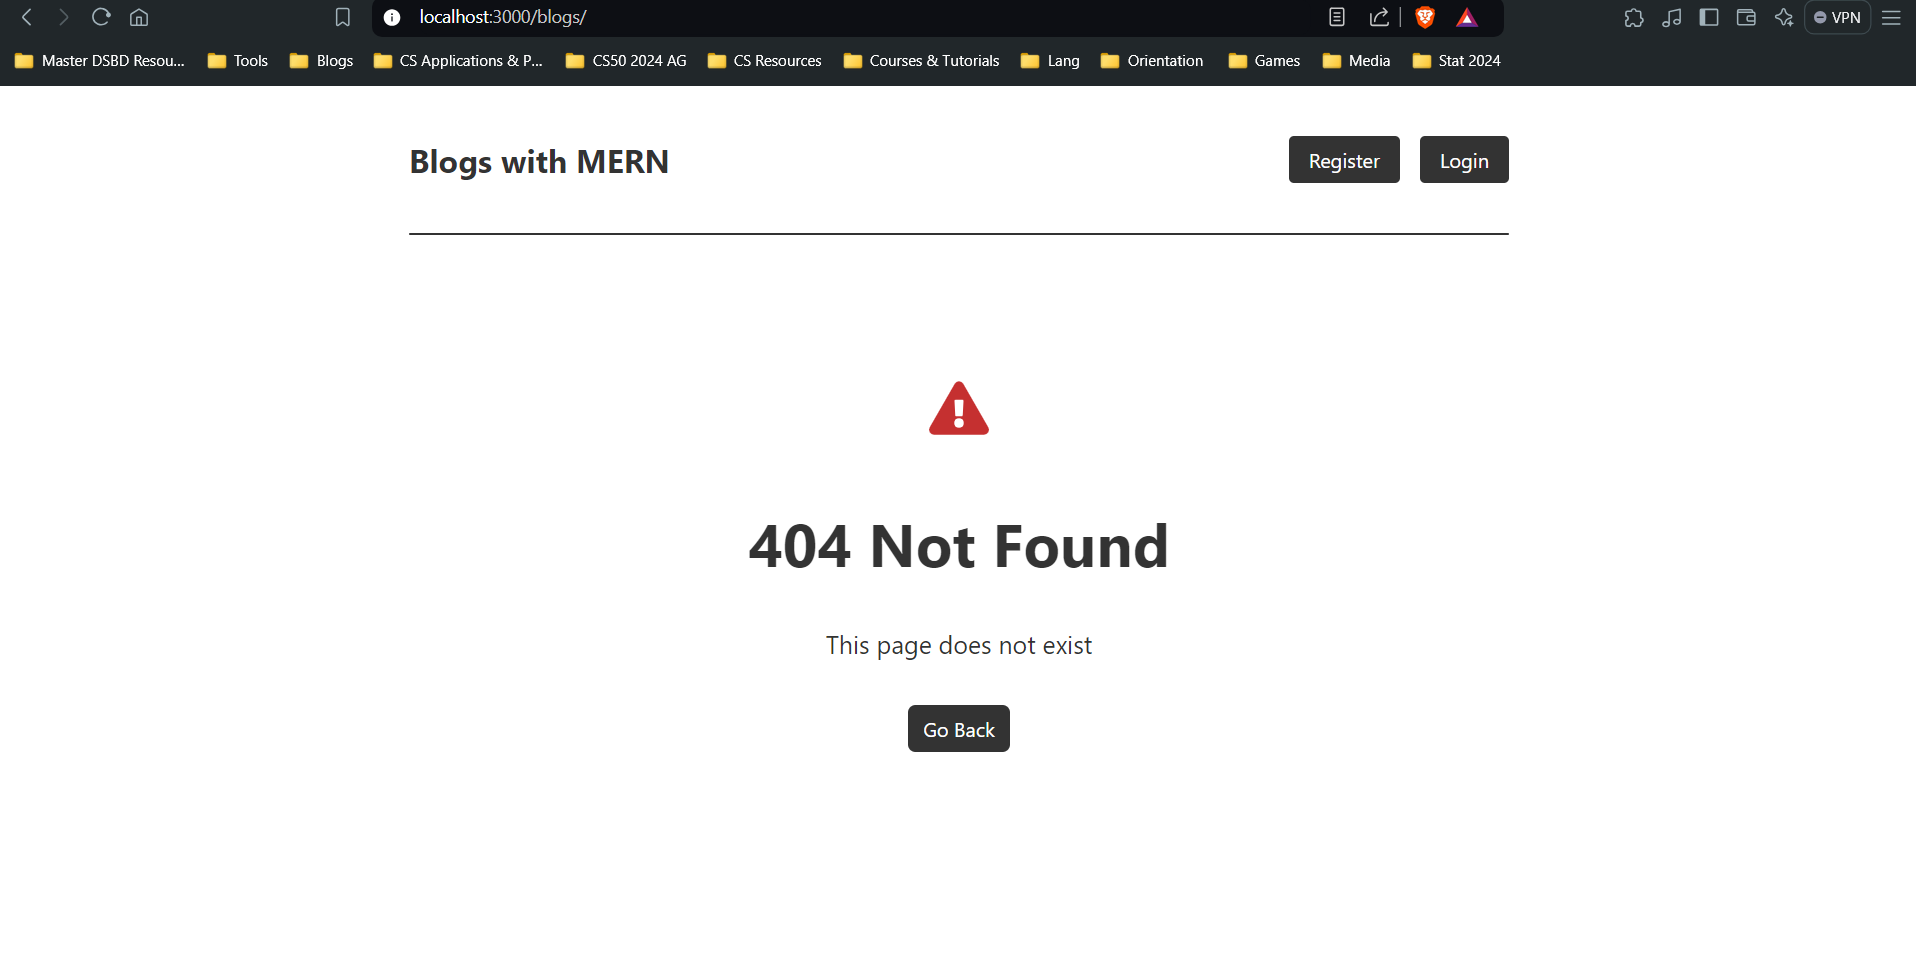 localhost:3000/blogs/
VPN
Master DSBD Resou... Tools Blogs CS Applications & P... CS50 2024 AG CS Resources Courses & Tutorials Lang Orientation Games Media Stat 2024
Blogs with MERN
Register Login
404 Not Found
This page does not exist
Go Back